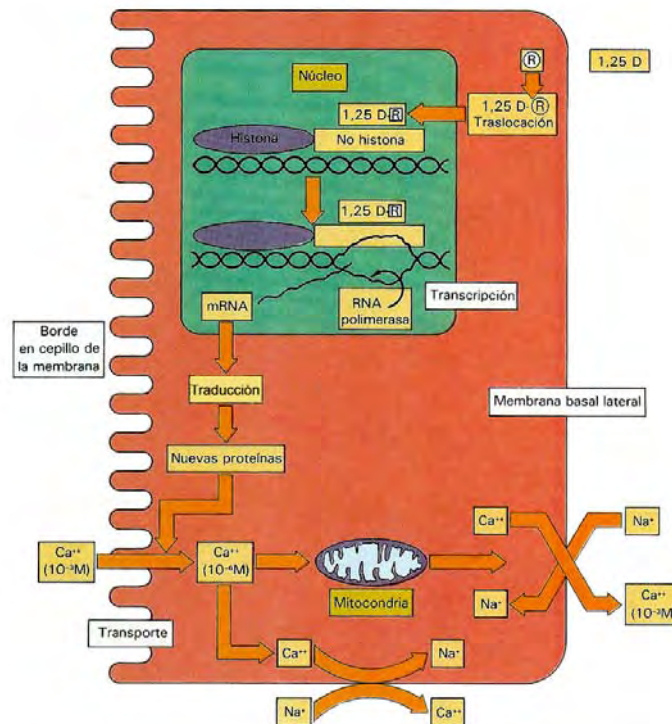 Núcleo
Ⓡ
1,25 D
1,25 D-Ⓡ
Traslocación
1,25 D-R
Histona
No histona
1,25 D-R
mRNA
RNA
polimerasa
Transcripción
Borde
en cepillo de
la membrana
Traducción
Membrana basal lateral
Nuevas proteínas
Ca⁺⁺
(10⁻³M)
Ca⁺⁺
(10⁻⁶M)
Mitocondria
Ca⁺⁺
Na⁺
Na⁺
Ca⁺⁺
(10⁻³M)
Transporte
Ca⁺⁺
Na⁺
Na⁺
Ca⁺⁺